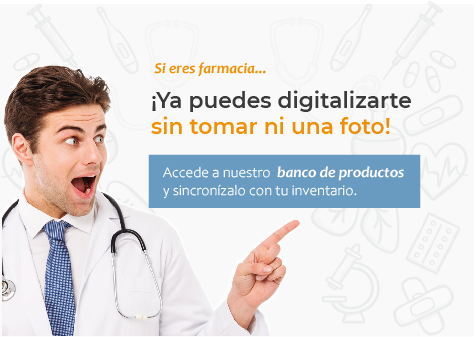 Si eres farmacia...
¡Ya puedes digitalizarte
sin tomar ni una foto!
Accede a nuestro banco de productos
y sincronízalo con tu inventario.